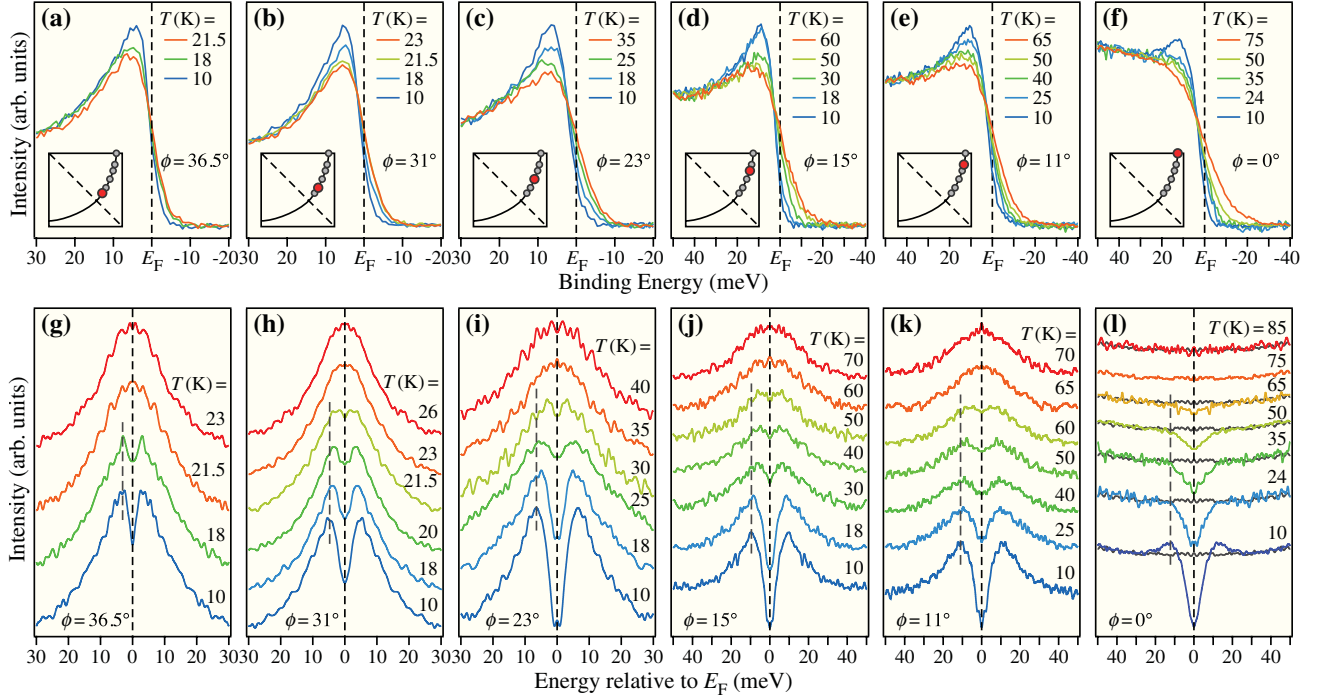 (a)
T (K) =
21.5
18
10
ϕ = 36.5°
(b)
T (K) =
23
21.5
18
10
ϕ = 31°
(c)
T (K) =
35
25
18
10
ϕ = 23°
(d)
T (K) =
60
50
30
18
10
ϕ = 15°
(e)
T (K) =
65
50
40
25
10
ϕ = 11°
(f)
T (K) =
75
50
35
24
10
ϕ = 0°
Intensity (arb. units)
30 20 10 EF -10 -20
30 20 10 EF -10 -20
30 20 10 EF -10 -20
40 20 EF -20 -40
40 20 EF -20 -40
40 20 EF -20 -40
Binding Energy (meV)
(g)
T (K) =
23
21.5
18
10
ϕ = 36.5°
(h)
T (K) =
26
23
21.5
20
18
10
ϕ = 31°
(i)
T (K) =
40
35
30
25
18
10
ϕ = 23°
(j)
T (K) =
70
60
50
40
30
18
10
ϕ = 15°
(k)
T (K) =
70
65
60
50
40
25
10
ϕ = 11°
(l)
T (K) = 85
75
65
50
35
24
10
ϕ = 0°
Intensity (arb. units)
30 20 10 0 10 20 30
20 10 0 10 20 30
20 10 0 10 20 30
40 20 0 20 40
40 20 0 20 40
40 20 0 20 40
Energy relative to EF (meV)